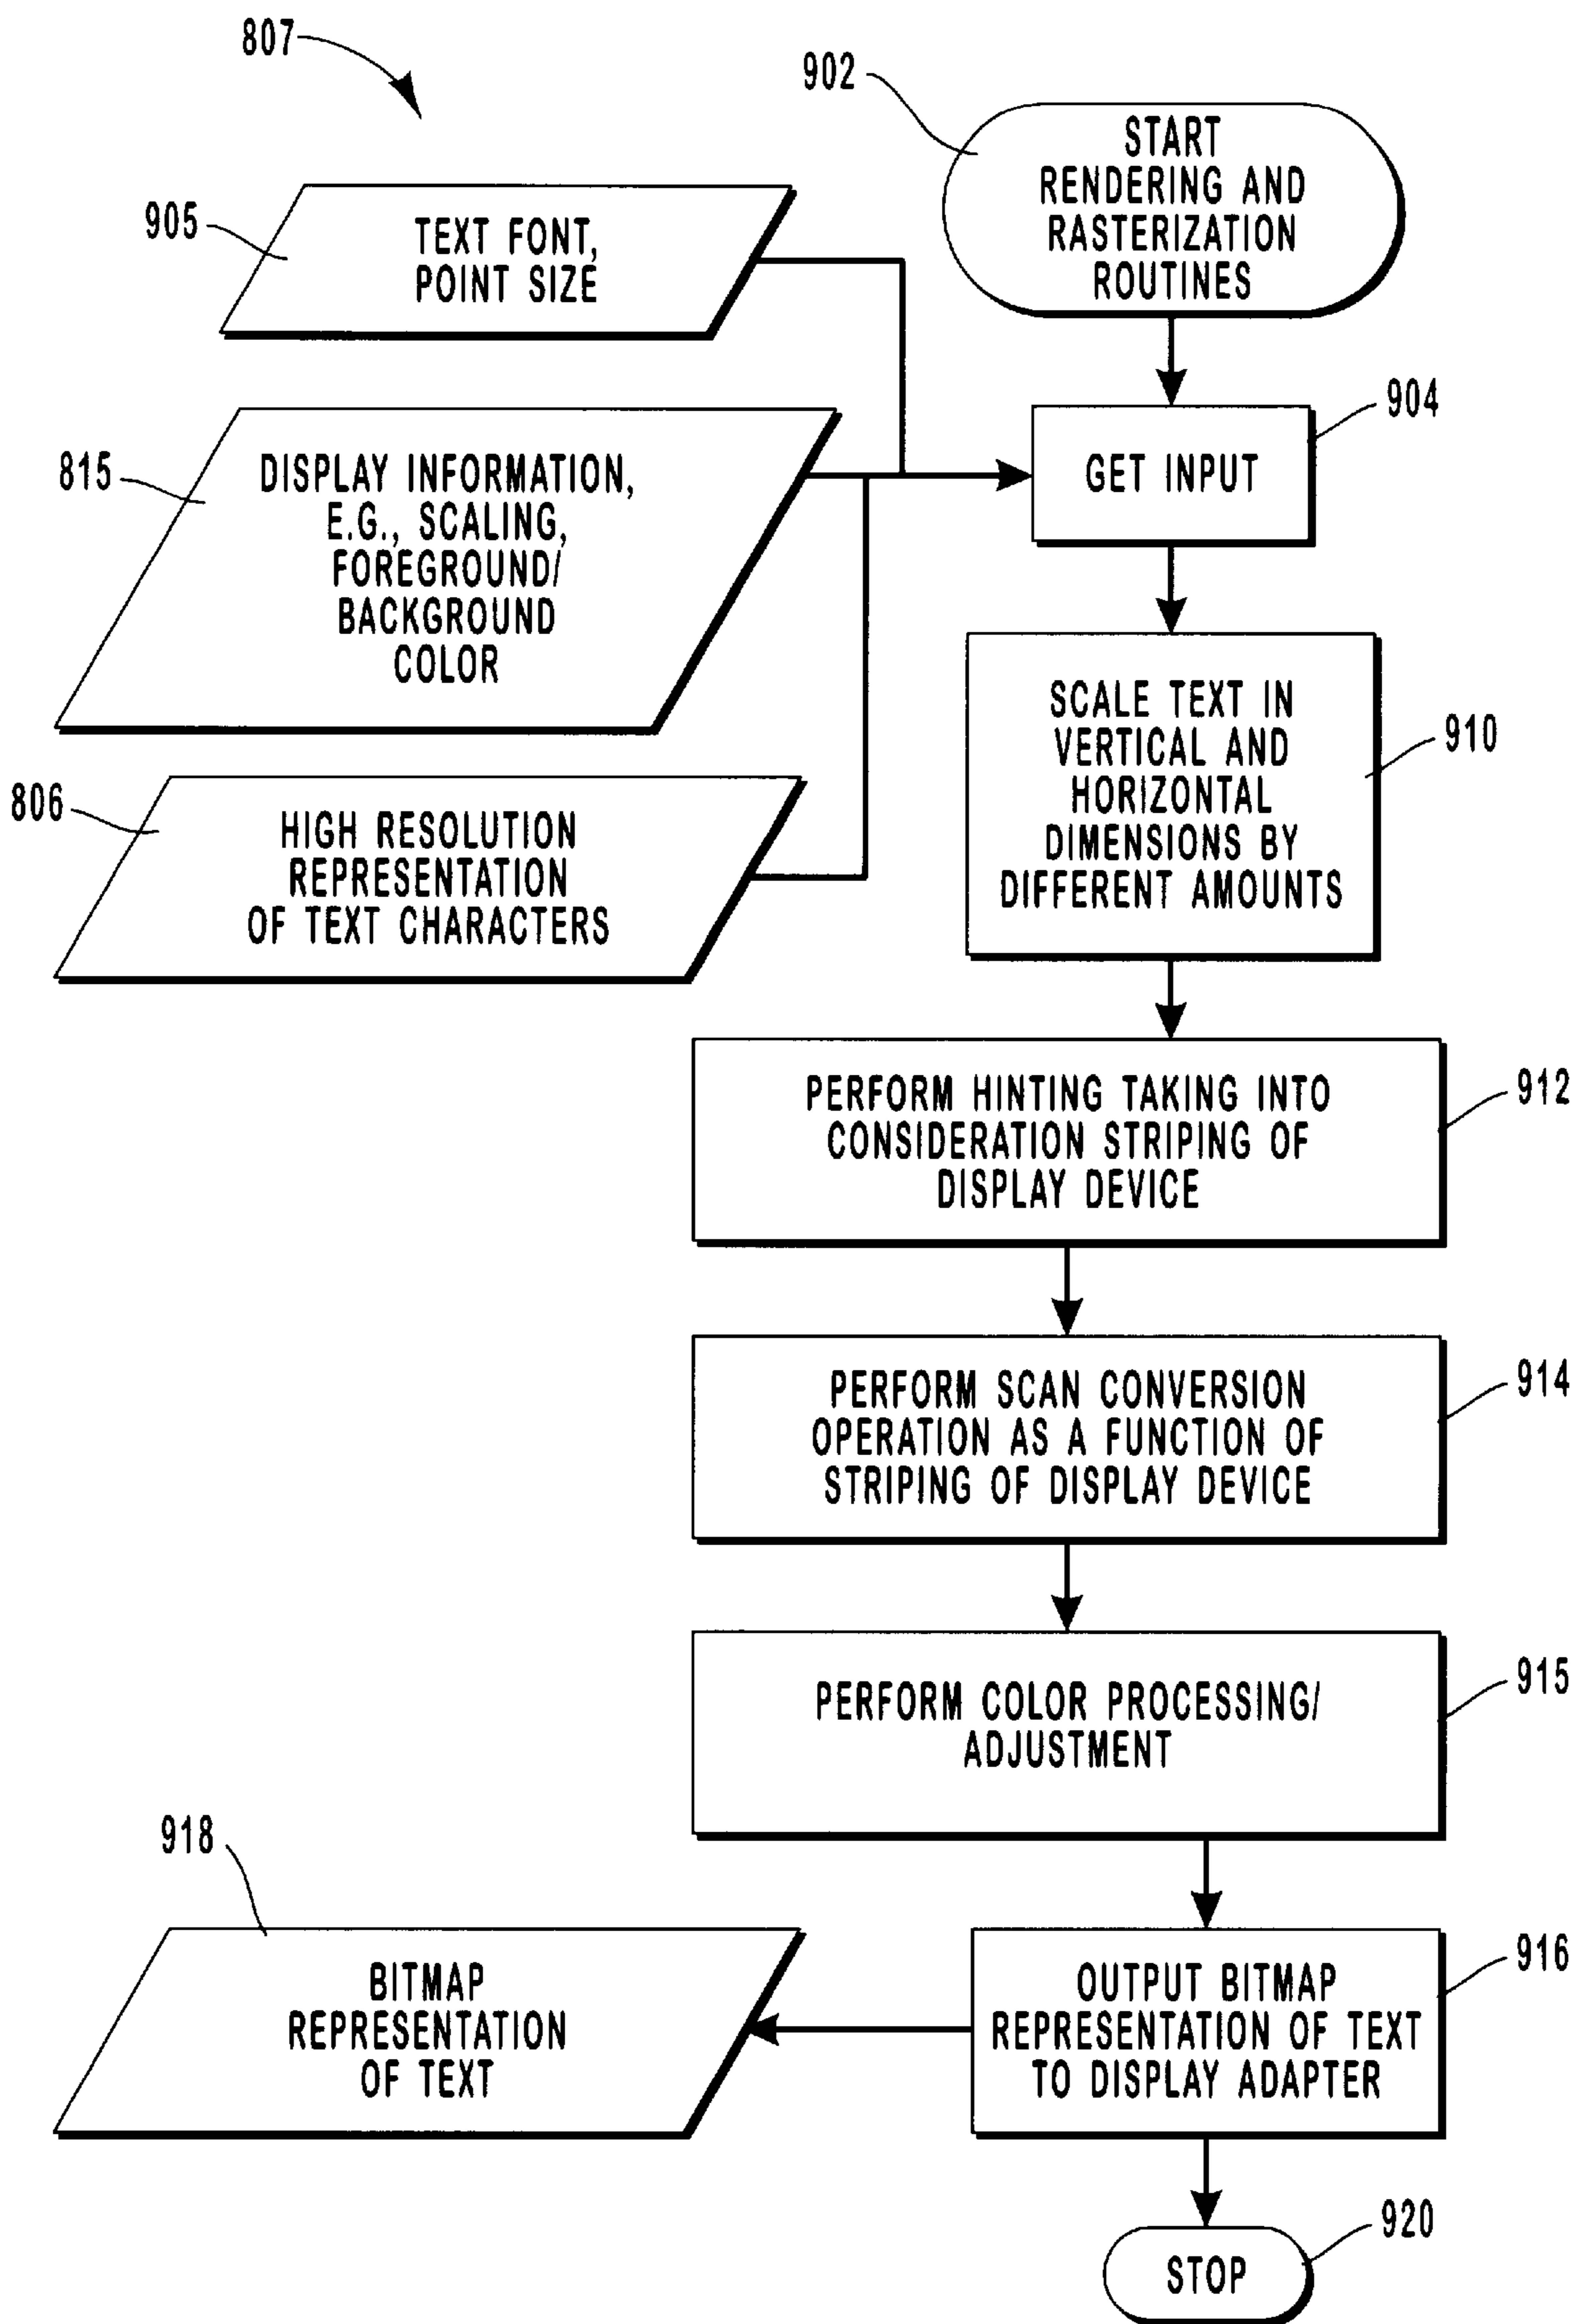 807
902
START
RENDERING AND
RASTERIZATION
ROUTINES
905
TEXT FONT,
POINT SIZE
904
GET INPUT
815
DISPLAY INFORMATION,
E.G., SCALING,
FOREGROUND/
BACKGROUND
COLOR
910
SCALE TEXT IN
VERTICAL AND
HORIZONTAL
DIMENSIONS BY
DIFFERENT AMOUNTS
806
HIGH RESOLUTION
REPRESENTATION
OF TEXT CHARACTERS
912
PERFORM HINTING TAKING INTO
CONSIDERATION STRIPING OF
DISPLAY DEVICE
914
PERFORM SCAN CONVERSION
OPERATION AS A FUNCTION OF
STRIPING OF DISPLAY DEVICE
915
PERFORM COLOR PROCESSING/
ADJUSTMENT
918
BITMAP
REPRESENTATION
OF TEXT
916
OUTPUT BITMAP
REPRESENTATION OF TEXT
TO DISPLAY ADAPTER
920
STOP